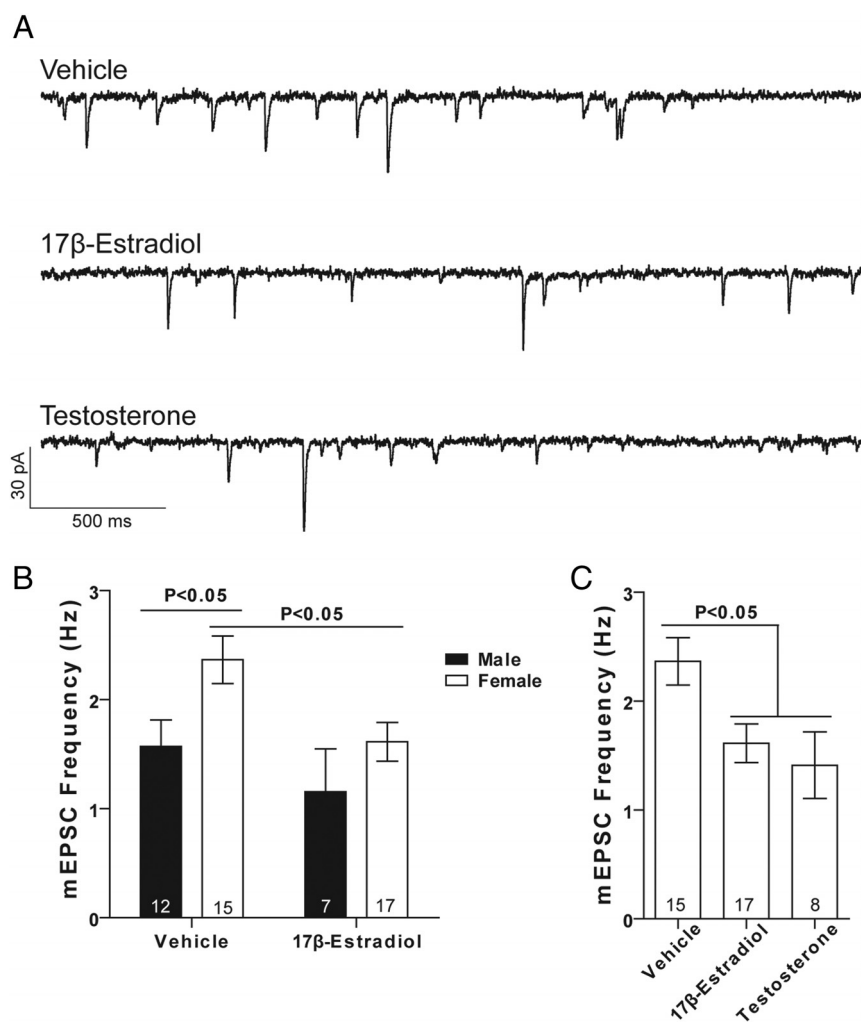 A
Vehicle
17β-Estradiol
Testosterone
30 pA
500 ms
B
mEPSC Frequency (Hz)
3
2
1
0
P<0.05
P<0.05
12
15
7
17
Vehicle
17β-Estradiol
Male
Female
C
mEPSC Frequency (Hz)
3
2
1
0
P<0.05
15
17
8
Vehicle
17β-Estradiol
Testosterone